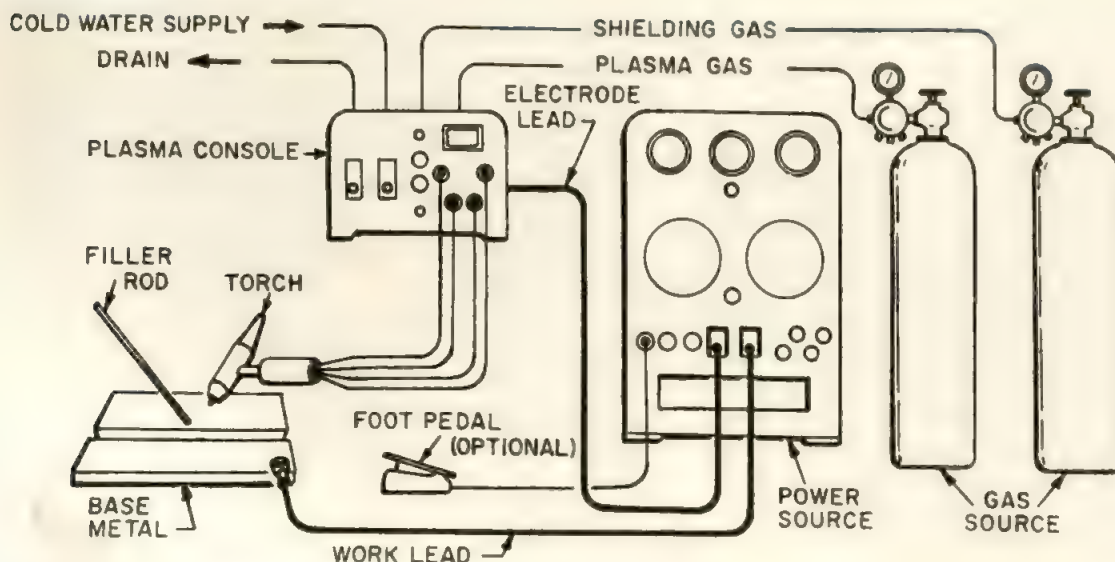 COLD WATER SUPPLY
DRAIN
SHIELDING GAS
PLASMA GAS
ELECTRODE
LEAD
PLASMA CONSOLE
FILLER
ROD
TORCH
FOOT PEDAL
(OPTIONAL)
BASE
METAL
WORK LEAD
POWER
SOURCE
GAS
SOURCE